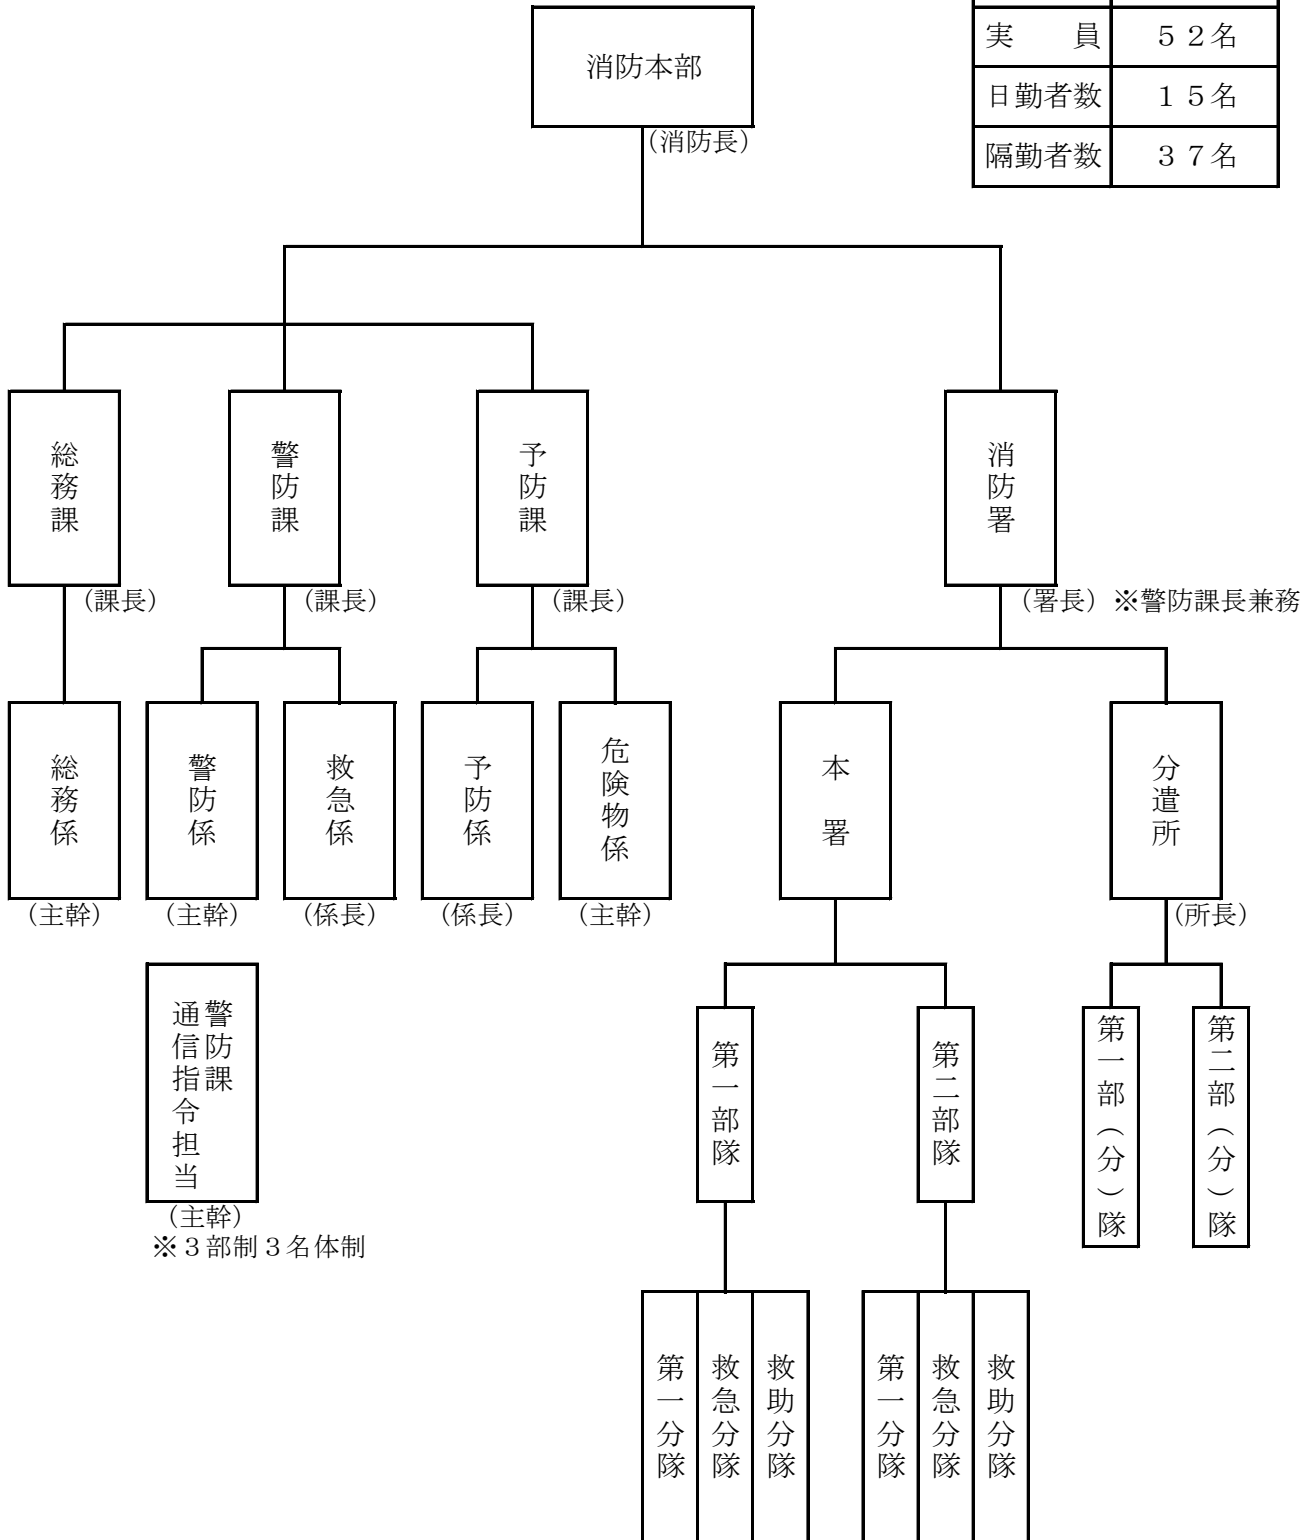 実　　員　５２名
日勤者数　１５名
隔勤者数　３７名
消防本部
（消防長）
総務課
（課長）
警防課
（課長）
予防課
（課長）
消防署
（署長）※警防課長兼務
総務係
（主幹）
警防係
（主幹）
救急係
（係長）
予防係
（係長）
危険物係
（主幹）
本　署
分遣所
（所長）
警防課
通信指令担当
（主幹）
※３部制３名体制
第一部隊
第二部隊
第一部（分）隊
第二部（分）隊
第一分隊
救急分隊
救助分隊
第一分隊
救急分隊
救助分隊